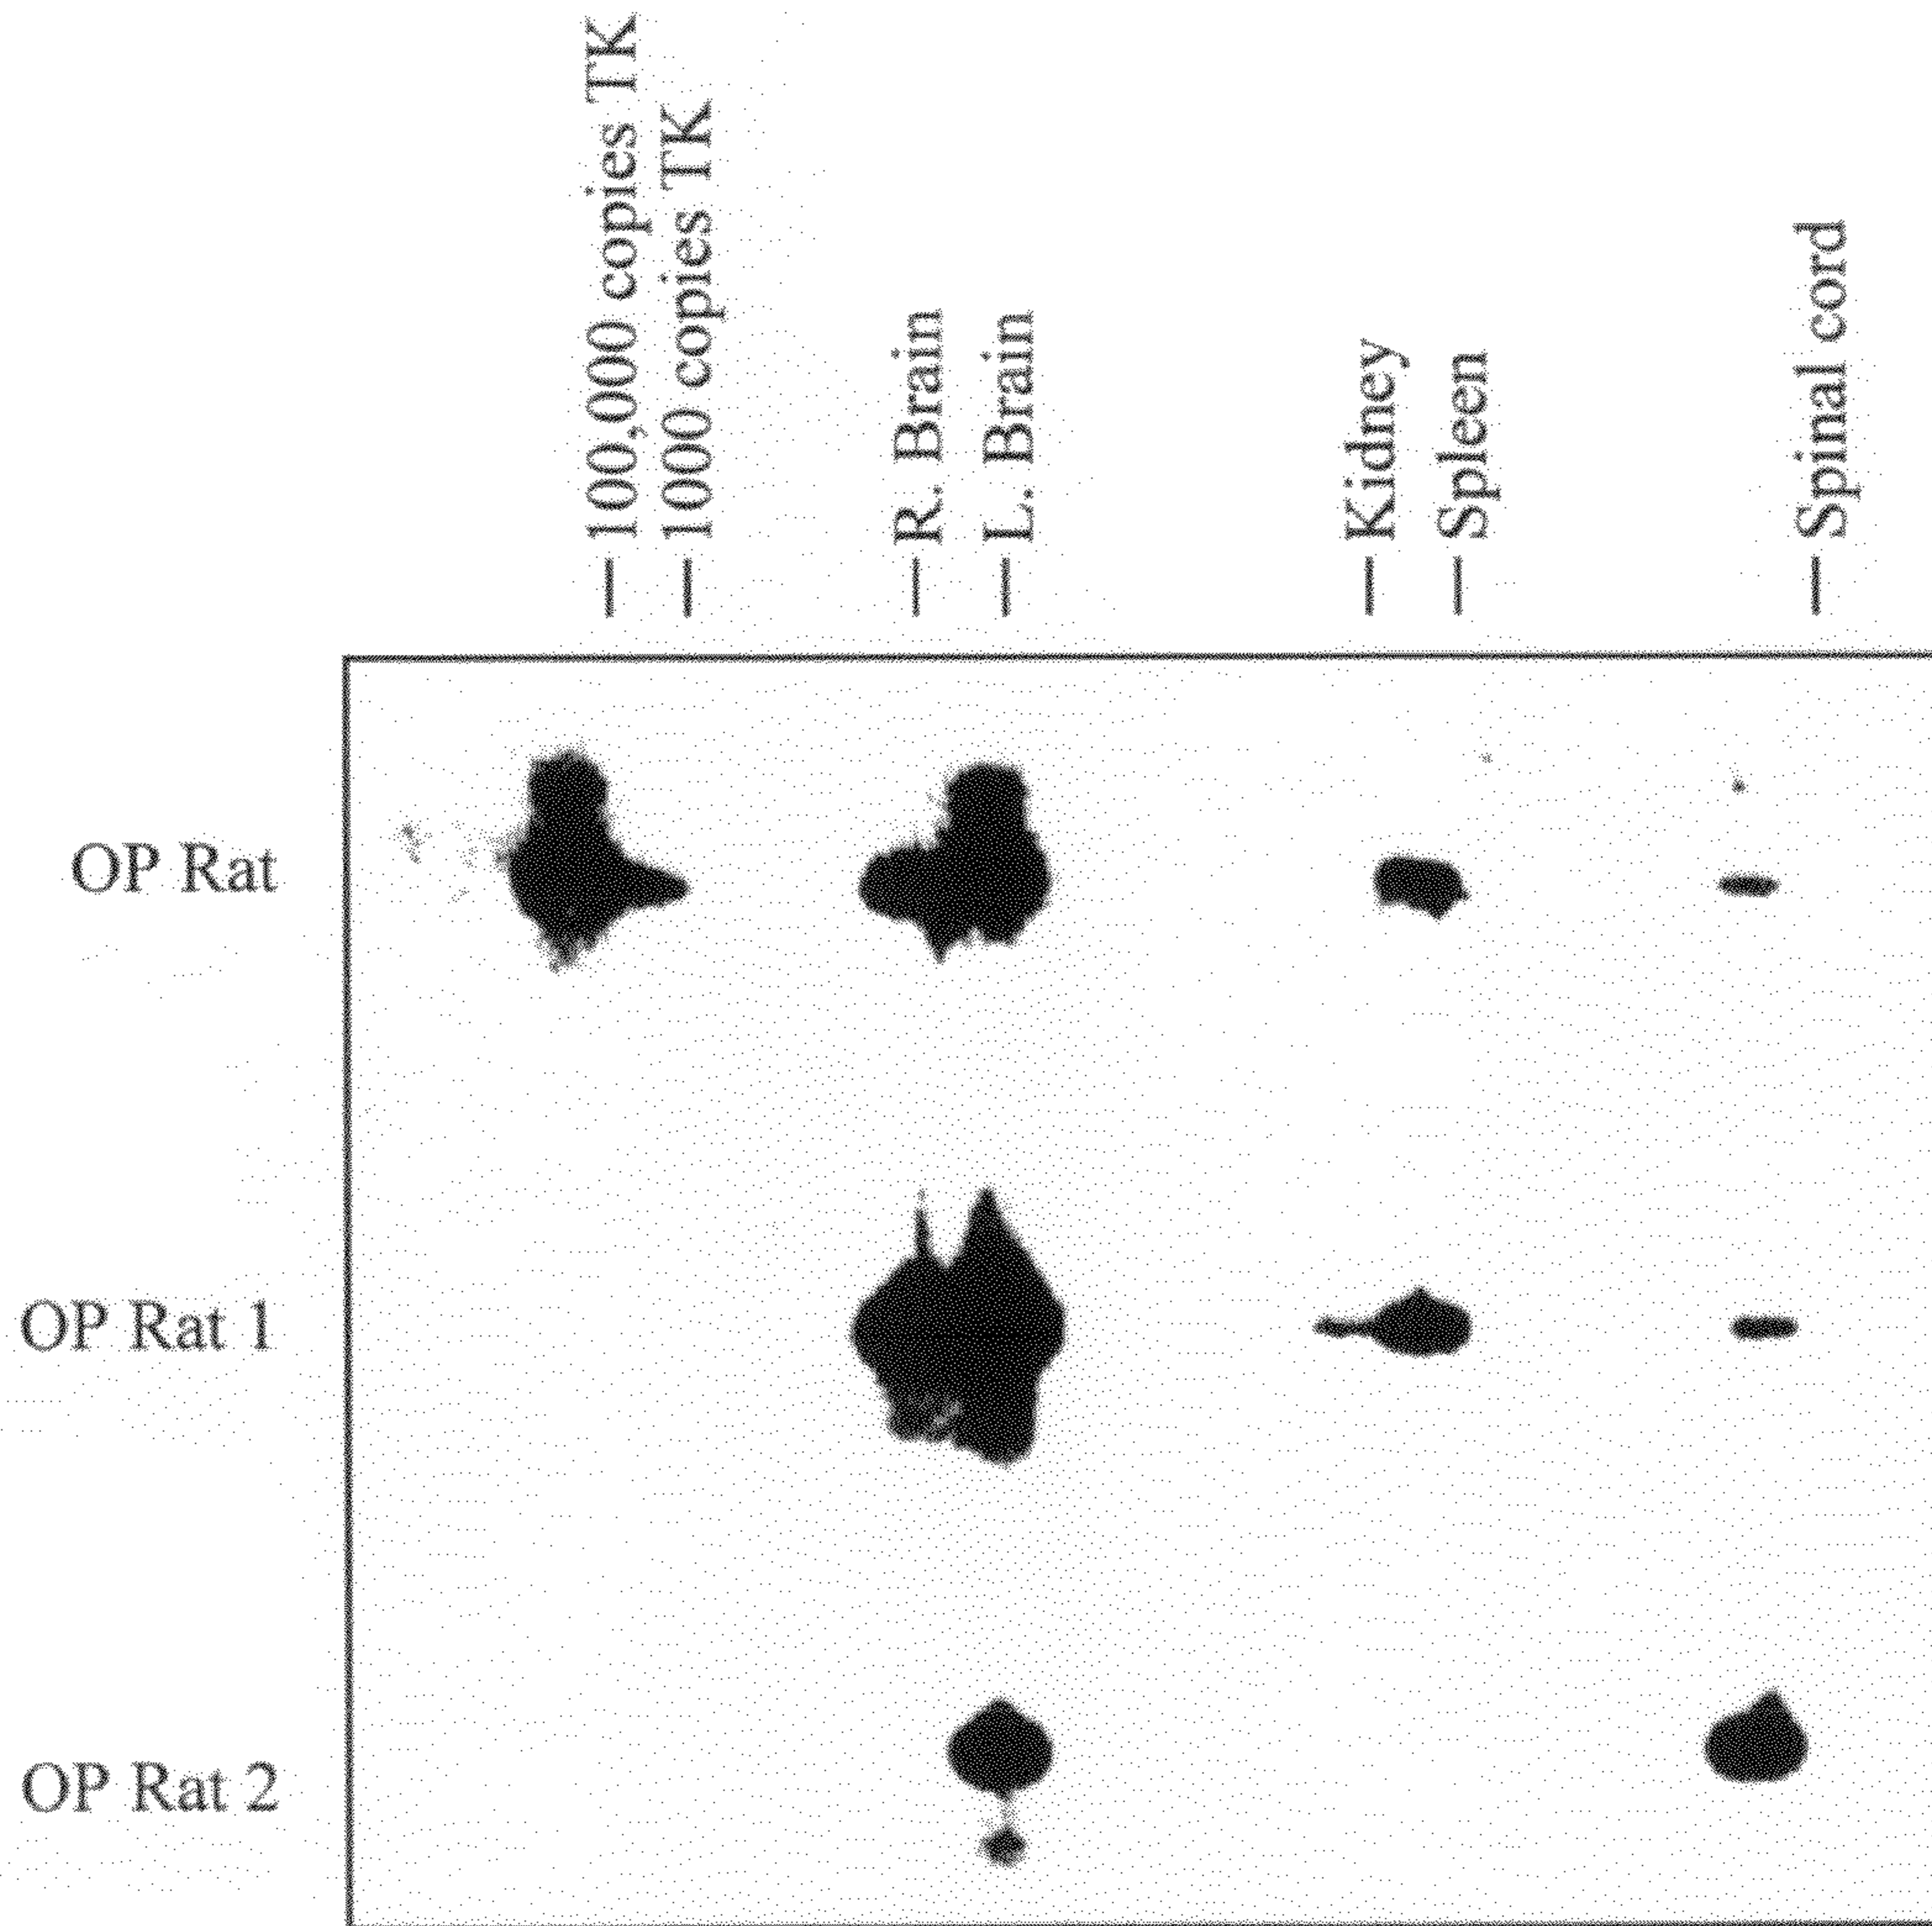 100,000 copies TK
1000 copies TK
R. Brain
L. Brain
Kidney
Spleen
Spinal cord
OP Rat
OP Rat 1
OP Rat 2